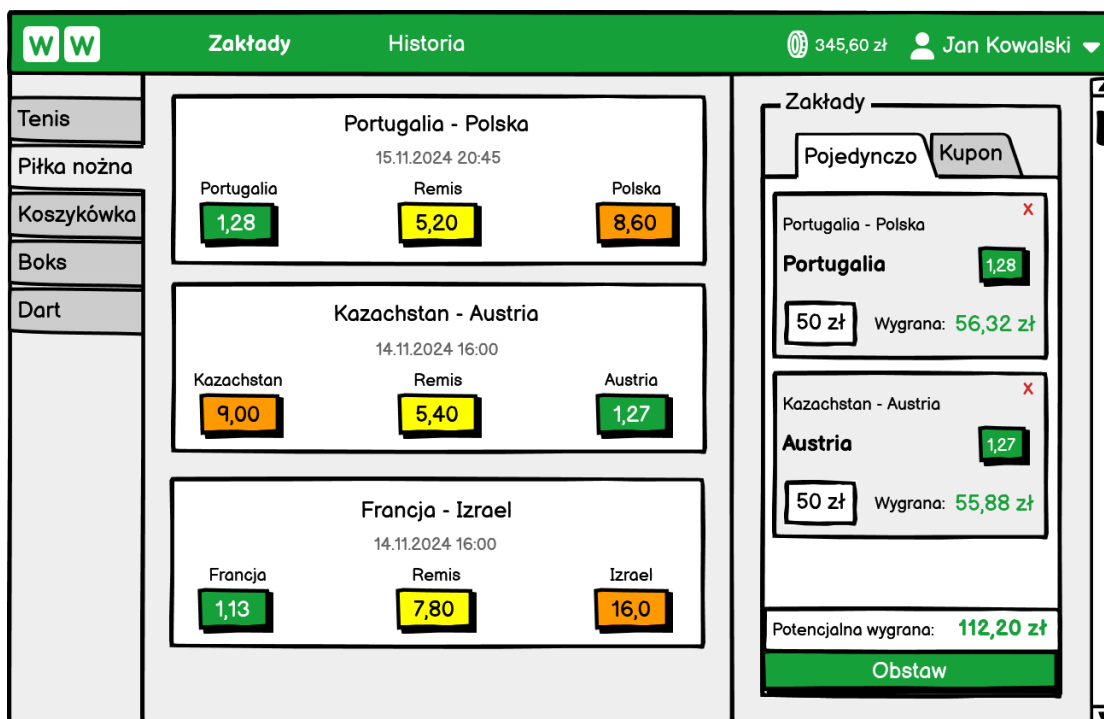 W W
Zakłady
Historia
345,60 zł
Jan Kowalski
Tenis
Piłka nożna
Koszykówka
Boks
Dart
Portugalia - Polska
15.11.2024 20:45
Portugalia Remis Polska
1,28 5,20 8,60
Kazachstan - Austria
14.11.2024 16:00
Kazachstan Remis Austria
9,00 5,40 1,27
Francja - Izrael
14.11.2024 16:00
Francja Remis Izrael
1,13 7,80 16,0
Zakłady
Pojedynczo Kupon
X
Portugalia - Polska
Portugalia 1,28
50 zł Wygrana: 56,32 zł
X
Kazachstan - Austria
Austria 1,27
50 zł Wygrana: 55,88 zł
Potencjalna wygrana: 112,20 zł
Obstaw